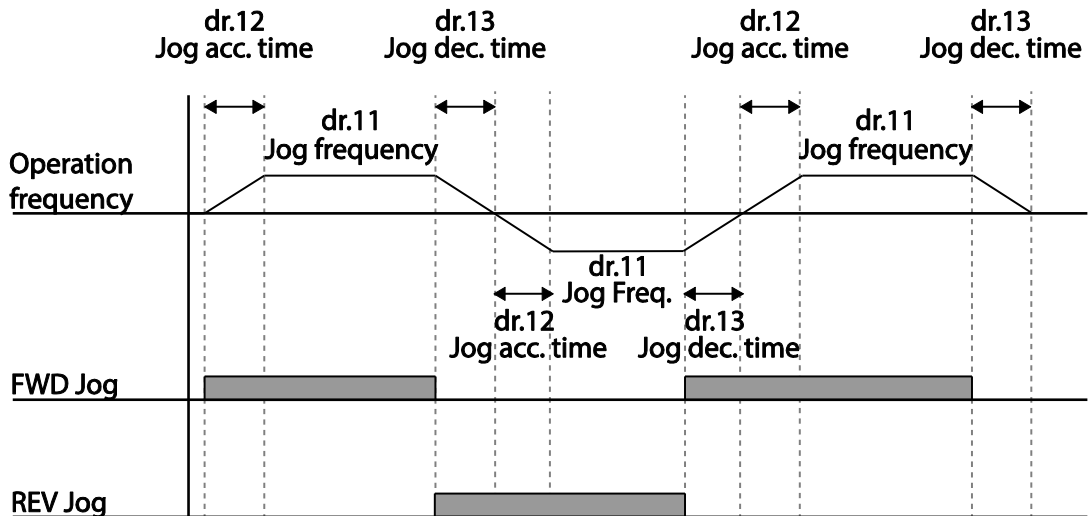 dr.12
Jog acc. time
dr.13
Jog dec. time
dr.12
Jog acc. time
dr.13
Jog dec. time
dr.11
Jog frequency
dr.11
Jog frequency
Operation
frequency
dr.11
Jog Freq.
dr.12
Jog acc. time
dr.13
Jog dec. time
FWD Jog
REV Jog